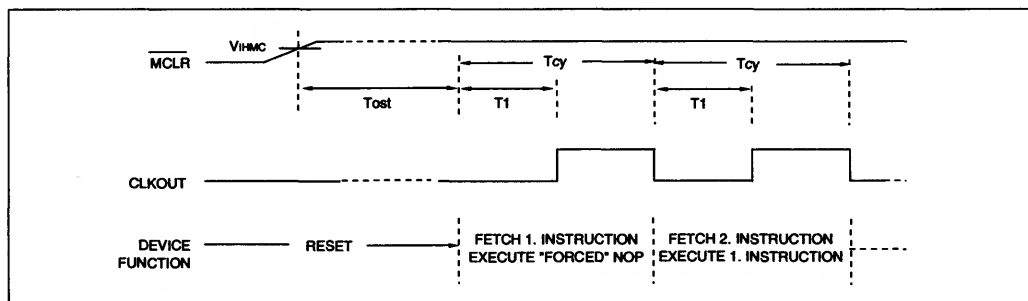 VIHMC
MCLR
Tcy Tcy
Tost T1 T1
CLKOUT
DEVICE FUNCTION
RESET
FETCH 1. INSTRUCTION
EXECUTE "FORCED" NOP
FETCH 2. INSTRUCTION
EXECUTE 1. INSTRUCTION